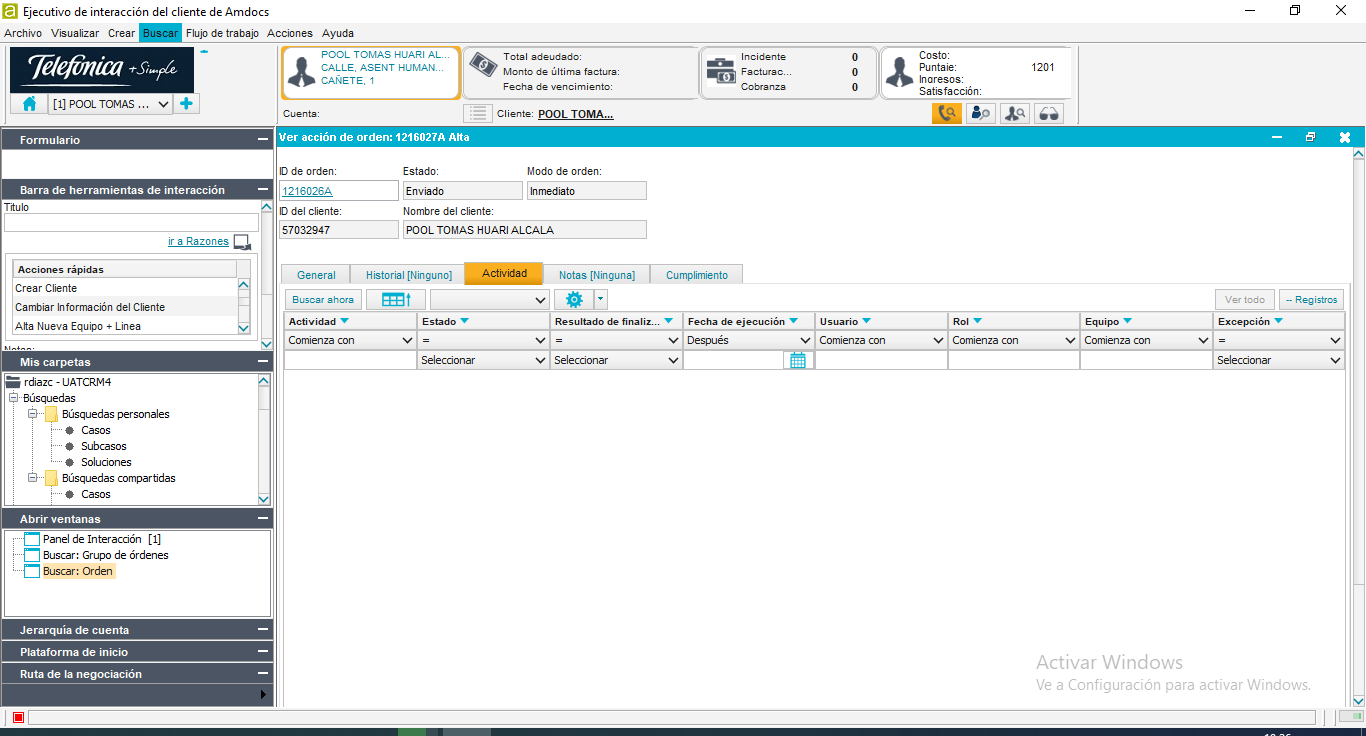 Ejecutivo de interacción del cliente de Amdocs
Archivo Visualizar Crear Buscar Flujo de trabajo Acciones Ayuda
Telefónica +Simple
[1] POOL TOMAS ...
POOL TOMAS HUARI AL...
CALLE, ASENT HUMAN...
CAÑETE, 1
Total adeudado:
Monto de última factura:
Fecha de vencimiento:
Incidente 0
Facturac... 0
Cobranza 0
Costo:
Puntaje: 1201
Ingresos:
Satisfacción:
Cuenta:
Cliente: POOL TOMA...
Formulario
Barra de herramientas de interacción
Título
ir a Razones
Acciones rápidas
Crear Cliente
Cambiar Información del Cliente
Alta Nueva Equipo + Linea
Notas:
Mis carpetas
rdiazc - UATCRM4
Búsquedas
Búsquedas personales
Casos
Subcasos
Soluciones
Búsquedas compartidas
Casos
Abrir ventanas
Panel de Interacción [1]
Buscar: Grupo de órdenes
Buscar: Orden
Jerarquía de cuenta
Plataforma de inicio
Ruta de la negociación
Ver acción de orden: 1216027A Alta
ID de orden: Estado: Modo de orden:
1216026A Enviado Inmediato
ID del cliente: Nombre del cliente:
57032947 POOL TOMAS HUARI ALCALA
General Historial [Ninguno] Actividad Notas [Ninguna] Cumplimiento
Buscar ahora Ver todo -- Registros
Actividad Estado Resultado de finaliz... Fecha de ejecución Usuario Rol Equipo Excepción
Comienza con = = Después Comienza con Comienza con Comienza con =
Seleccionar Seleccionar Seleccionar
Activar Windows
Ve a Configuración para activar Windows.